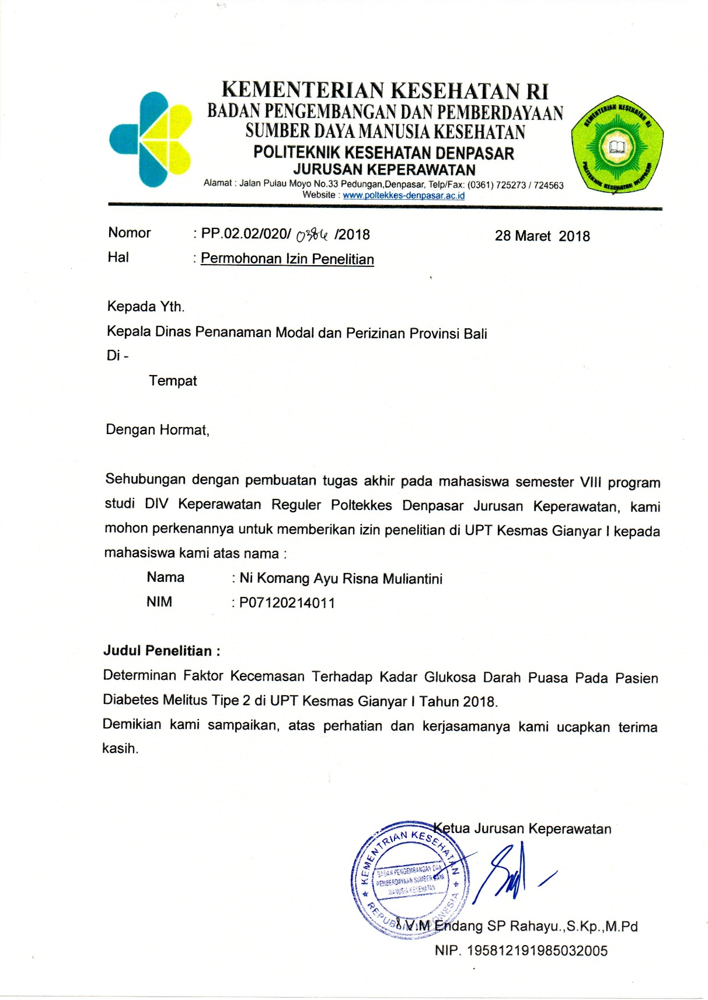 KEMENTERIAN KESEHATAN RI
BADAN PENGEMBANGAN DAN PEMBERDAYAAN
SUMBER DAYA MANUSIA KESEHATAN
POLITEKNIK KESEHATAN DENPASAR
JURUSAN KEPERAWATAN
Alamat : Jalan Pulau Moyo No.33 Pedungan,Denpasar, Telp/Fax: (0361) 725273 / 724563
Website : www.poltekkes-denpasar.ac.id
KEMENTERIAN KESEKATAN RI
POLITEKNIK KESEHATAN DENPASAR
Nomor : PP.02.02/020/ /2018 28 Maret 2018
Hal : Permohonan Izin Penelitian
Kepada Yth.
Kepala Dinas Penanaman Modal dan Perizinan Provinsi Bali
Di -
Tempat
Dengan Hormat,
Sehubungan dengan pembuatan tugas akhir pada mahasiswa semester VIII program
studi DIV Keperawatan Reguler Poltekkes Denpasar Jurusan Keperawatan, kami
mohon perkenannya untuk memberikan izin penelitian di UPT Kesmas Gianyar I kepada
mahasiswa kami atas nama :
Nama : Ni Komang Ayu Risna Muliantini
NIM : P07120214011
Judul Penelitian :
Determinan Faktor Kecemasan Terhadap Kadar Glukosa Darah Puasa Pada Pasien
Diabetes Melitus Tipe 2 di UPT Kesmas Gianyar I Tahun 2018.
Demikian kami sampaikan, atas perhatian dan kerjasamanya kami ucapkan terima
kasih.
Ketua Jurusan Keperawatan
KEMENTRIAN KESEHATAN
BADAN PENGEMBANGAN DAN
PEMBERDAYAAN SUMBER DAYA
MANUSIA KESEHATAN
REPUBLIK INDONESIA
V.M Endang SP Rahayu.,S.Kp.,M.Pd
NIP. 195812191985032005